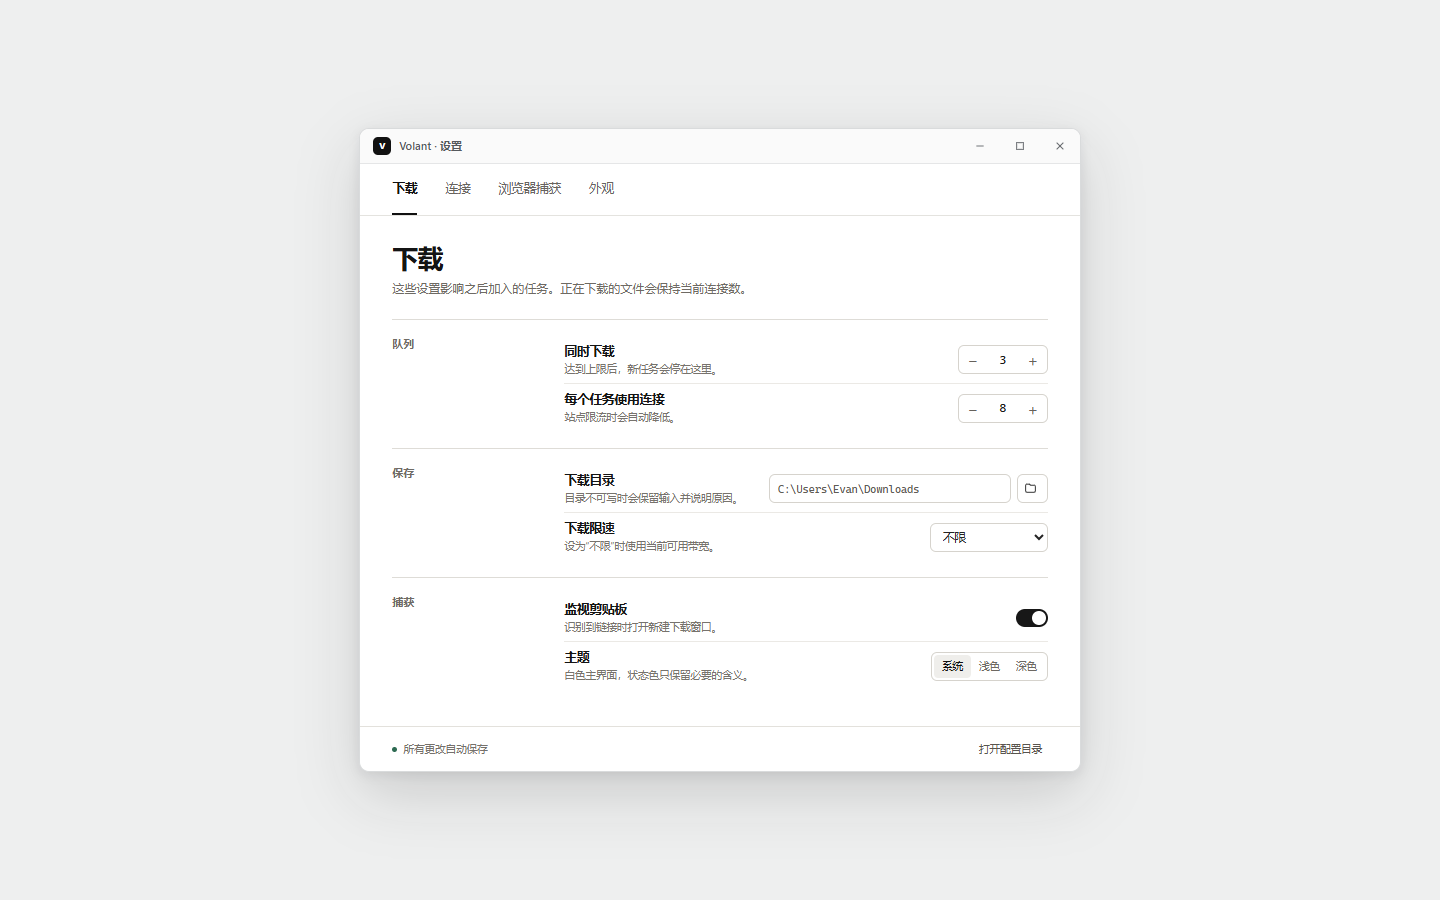 v Volant · 设置
下载 连接 浏览器捕获 外观
下载
这些设置影响之后加入的任务。正在下载的文件会保持当前连接数。
队列
同时下载
达到上限后，新任务会停在这里。
− 3 +
每个任务使用连接
站点限流时会自动降低。
− 8 +
保存
下载目录
目录不可写时会保留输入并说明原因。
C:\Users\Evan\Downloads
下载限速
设为"不限"时使用当前可用带宽。
不限
捕获
监视剪贴板
识别到链接时打开新建下载窗口。
主题
白色主界面，状态色只保留必要的含义。
系统 浅色 深色
所有更改自动保存
打开配置目录